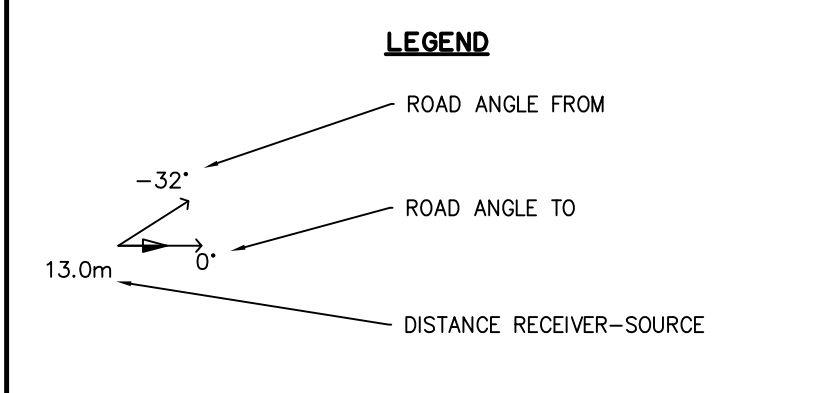 LEGEND
ROAD ANGLE FROM
-32°
ROAD ANGLE TO
0°
13.0m
DISTANCE RECEIVER-SOURCE